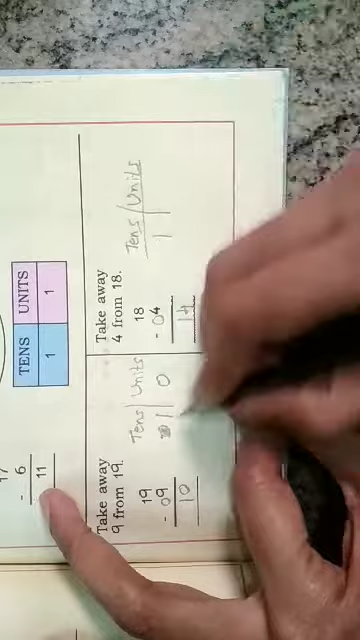 17
- 6
11
TENS UNITS
1 1
Take away
9 from 19.
19
- 09
10
Tens Units
1 0
Take away
4 from 18.
18
- 04
14
Tens Units
1